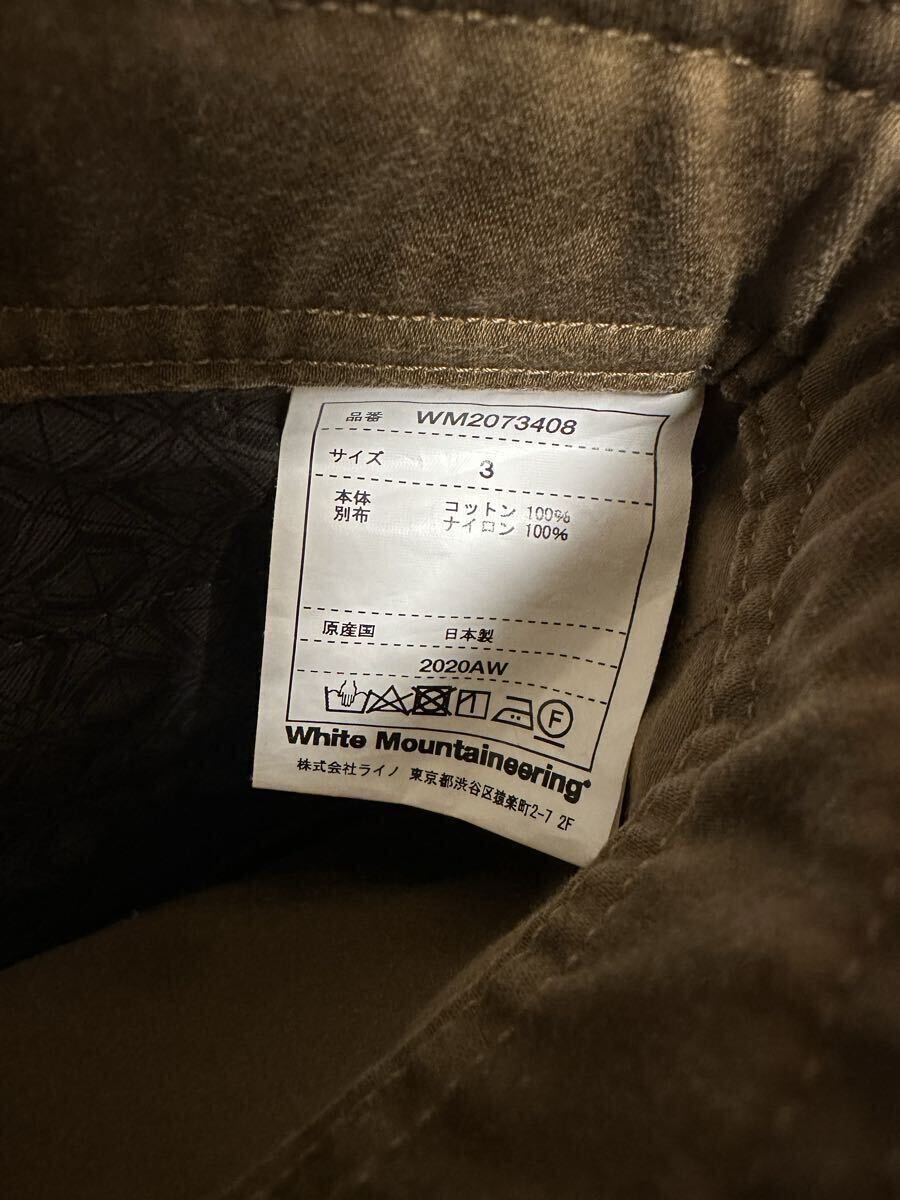 品番 WM2073408
サイズ 3
本体 コットン 100%
別布 ナイロン 100%
原産国 日本製
2020AW
F
White Mountaineering
株式会社ライノ 東京都渋谷区猿楽町2-7 2F